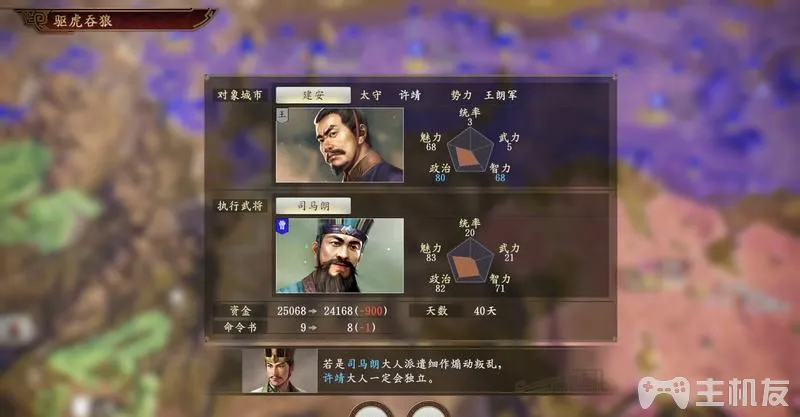 驱虎吞狼
对象城市 建安 太守 许靖 势力 王朗军
王
统率
3
魅力
68
武力
5
政治
80
智力
68
执行武将 司马朗
曹
统率
20
魅力
83
武力
21
政治
82
智力
71
资金 25068→24168(-900) 天数 40天
命令书 9→8(-1)
若是司马朗大人派遣细作煽动叛乱，
许靖大人一定会独立。
主机友